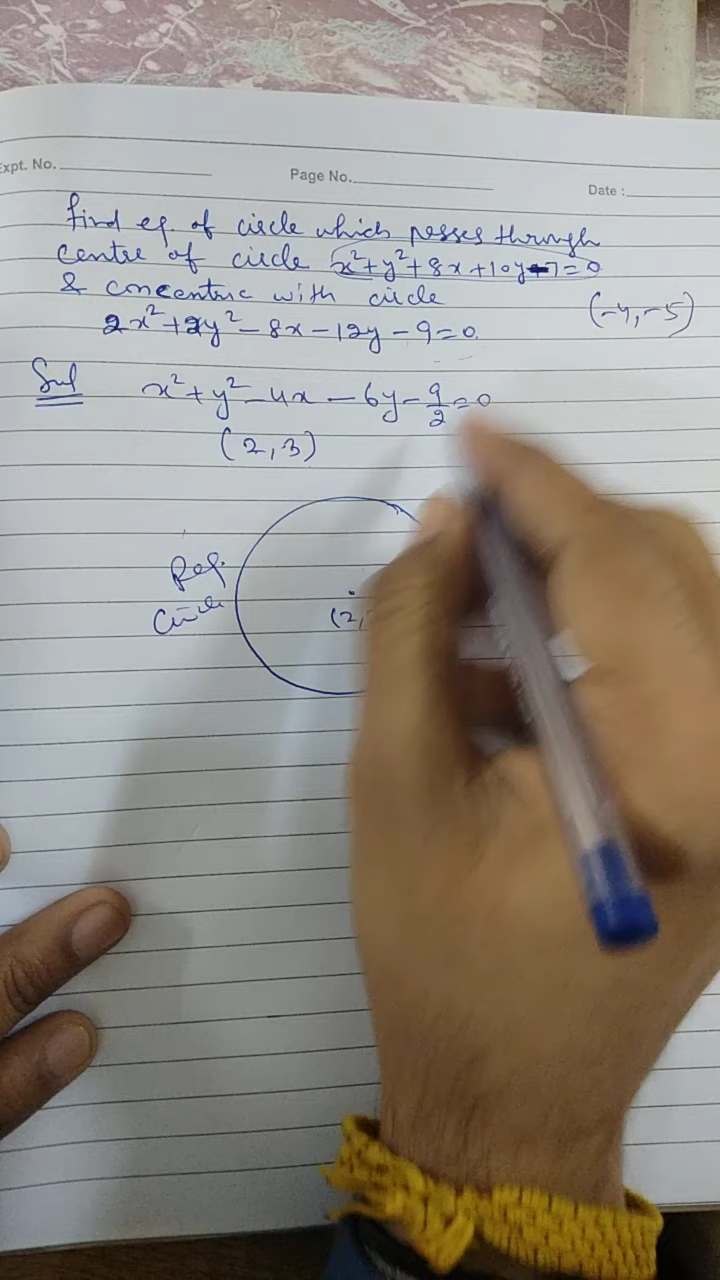 Expt. No.
Page No.
Date :
find eq. of circle which passes through
centre of circle x²+y²+8x+10y-7=0
& concentric with circle
(-4,-5)
2x²+2y²-8x-12y-9=0.
Sol x²+y²-4x-6y-9/2=0
(2,3)
Req.
Circle
(2,